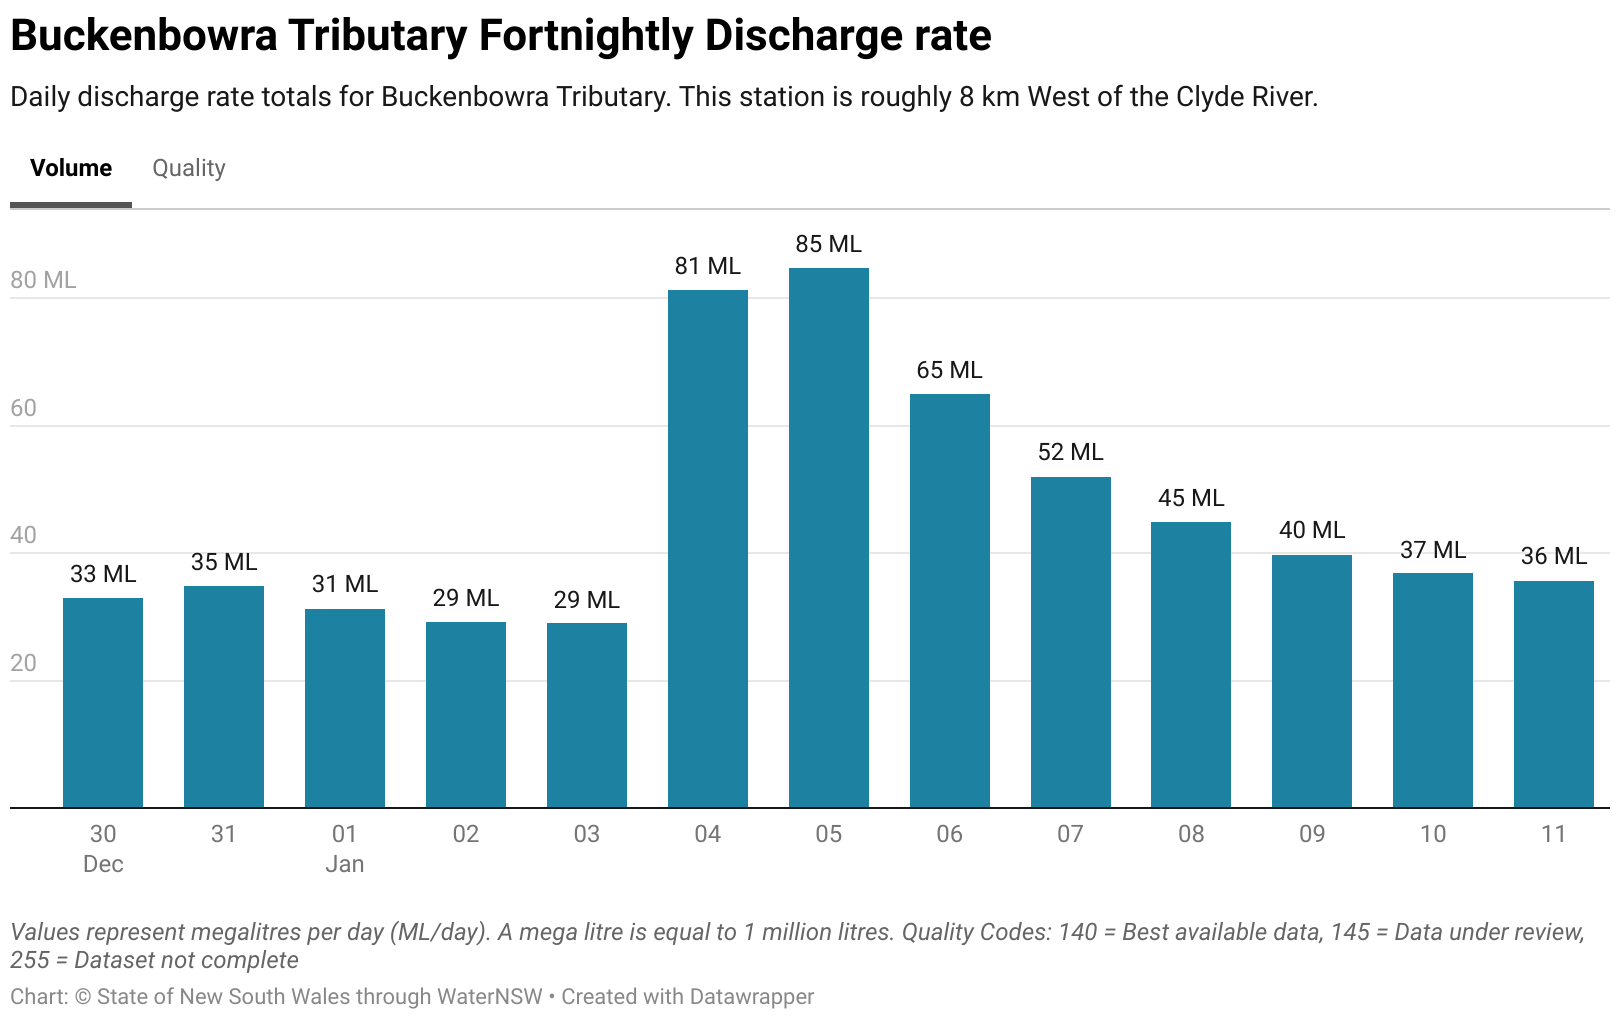 Buckenbowra Tributary Fortnightly Discharge rate
Daily discharge rate totals for Buckenbowra Tributary. This station is roughly 8 km West of the Clyde River.
Volume Quality
80 ML
60
40
20
33 ML
35 ML
31 ML
29 ML
29 ML
81 ML
85 ML
65 ML
52 ML
45 ML
40 ML
37 ML
36 ML
30 31 01 02 03 04 05 06 07 08 09 10 11
Dec Jan
Values represent megalitres per day (ML/day). A mega litre is equal to 1 million litres. Quality Codes: 140 = Best available data, 145 = Data under review,
255 = Dataset not complete
Chart: © State of New South Wales through WaterNSW • Created with Datawrapper